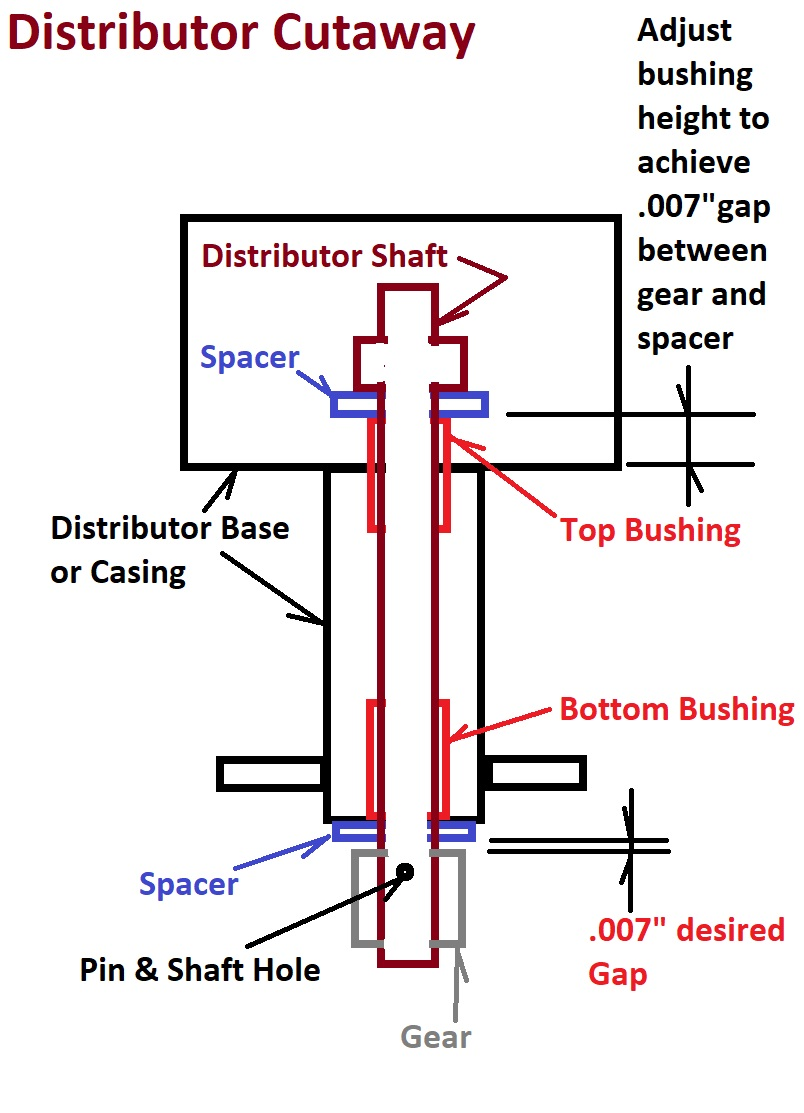 Distributor Cutaway
Adjust
bushing
height to
achieve
.007"gap
between
gear and
spacer
Distributor Shaft
Spacer
Distributor Base
or Casing
Top Bushing
Bottom Bushing
Spacer
.007" desired
Gap
Pin & Shaft Hole
Gear